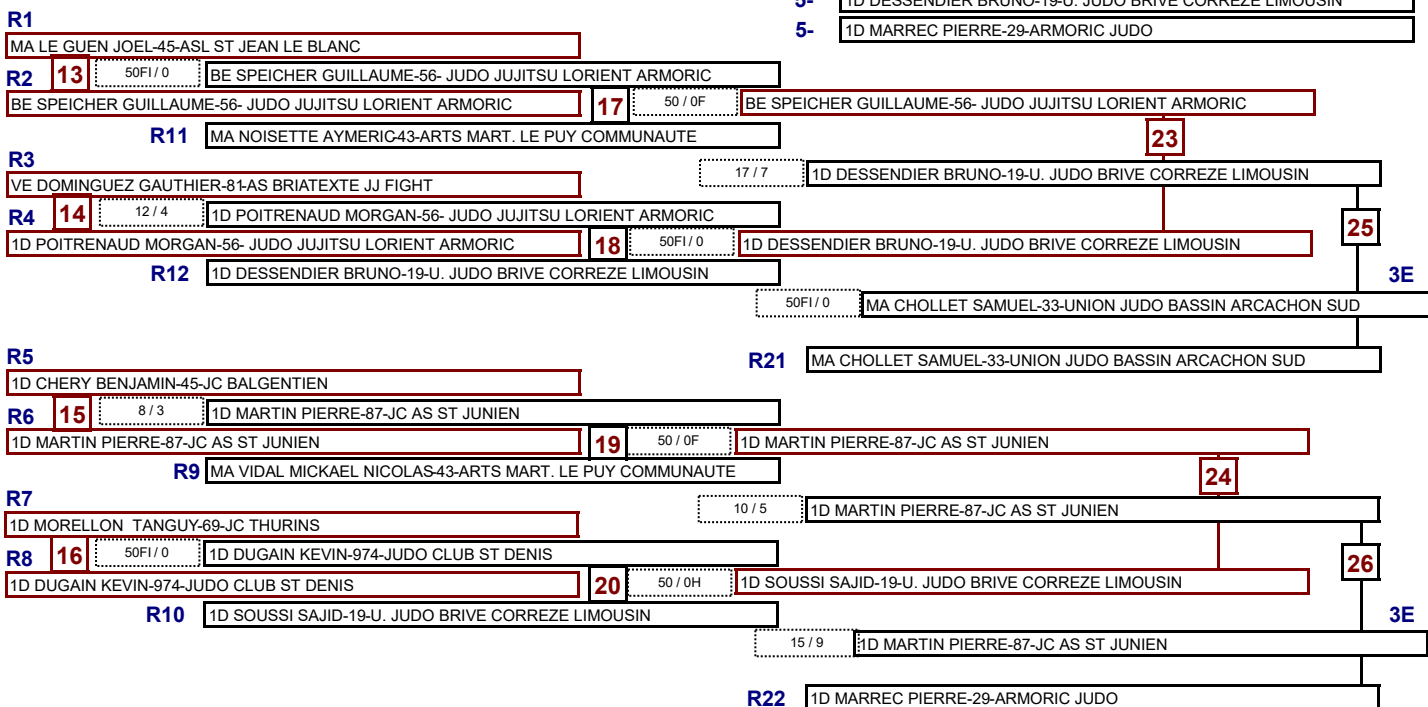 5- 1D DESSENDIER BRUNO-19-U. JUDO BRIVE CORREZE LIMOUSIN
R1
5- 1D MARREC PIERRE-29-ARMORIC JUDO
MA LE GUEN JOEL-45-ASL ST JEAN LE BLANC
R2 13 50FI / 0 BE SPEICHER GUILLAUME-56- JUDO JUJITSU LORIENT ARMORIC
BE SPEICHER GUILLAUME-56- JUDO JUJITSU LORIENT ARMORIC 17 50 / 0F BE SPEICHER GUILLAUME-56- JUDO JUJITSU LORIENT ARMORIC
R11 MA NOISETTE AYMERIC-43-ARTS MART. LE PUY COMMUNAUTE 23
R3
17 / 7 1D DESSENDIER BRUNO-19-U. JUDO BRIVE CORREZE LIMOUSIN
VE DOMINGUEZ GAUTHIER-81-AS BRIATEXTE JJ FIGHT
R4 14 12 / 4 1D POITRENAUD MORGAN-56- JUDO JUJITSU LORIENT ARMORIC 25
1D POITRENAUD MORGAN-56- JUDO JUJITSU LORIENT ARMORIC 18 50FI / 0 1D DESSENDIER BRUNO-19-U. JUDO BRIVE CORREZE LIMOUSIN
R12 1D DESSENDIER BRUNO-19-U. JUDO BRIVE CORREZE LIMOUSIN 3E
50FI / 0 MA CHOLLET SAMUEL-33-UNION JUDO BASSIN ARCACHON SUD
R5 R21 MA CHOLLET SAMUEL-33-UNION JUDO BASSIN ARCACHON SUD
1D CHERY BENJAMIN-45-JC BALGENTIEN
R6 15 8 / 3 1D MARTIN PIERRE-87-JC AS ST JUNIEN
1D MARTIN PIERRE-87-JC AS ST JUNIEN 19 50 / 0F 1D MARTIN PIERRE-87-JC AS ST JUNIEN
R9 MA VIDAL MICKAEL NICOLAS-43-ARTS MART. LE PUY COMMUNAUTE 24
R7
10 / 5 1D MARTIN PIERRE-87-JC AS ST JUNIEN
1D MORELLON TANGUY-69-JC THURINS
R8 16 50FI / 0 1D DUGAIN KEVIN-974-JUDO CLUB ST DENIS 26
1D DUGAIN KEVIN-974-JUDO CLUB ST DENIS 20 50 / 0H 1D SOUSSI SAJID-19-U. JUDO BRIVE CORREZE LIMOUSIN
R10 1D SOUSSI SAJID-19-U. JUDO BRIVE CORREZE LIMOUSIN 3E
15 / 9 1D MARTIN PIERRE-87-JC AS ST JUNIEN
R22 1D MARREC PIERRE-29-ARMORIC JUDO